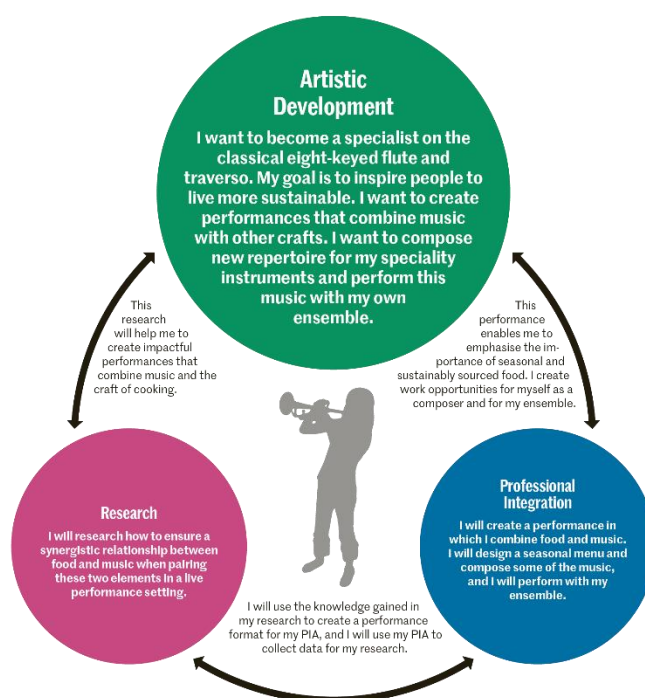 Artistic
Development
I want to become a specialist on the
classical eight-keyed flute and
traverso. My goal is to inspire people to
live more sustainable. I want to create
performances that combine music
with other crafts. I want to compose
new repertoire for my speciality
instruments and perform this
music with my own
ensemble.
This
research
will help me to
create impactful
performances that
combine music and the
craft of cooking.
This
performance
enables me to
emphasise the im-
portance of seasonal and
sustainably sourced food. I create
work opportunities for myself as a
composer and for my ensemble.
Research
I will research how to ensure a
synergistic relationship between
food and music when pairing
these two elements in a live
performance setting.
Professional
Integration
I will create a performance in
which I combine food and music.
I will design a seasonal menu and
compose some of the music,
and I will perform with my
ensemble.
I will use the knowledge gained in
my research to create a performance
format for my PIA, and I will use my PIA to
collect data for my research.